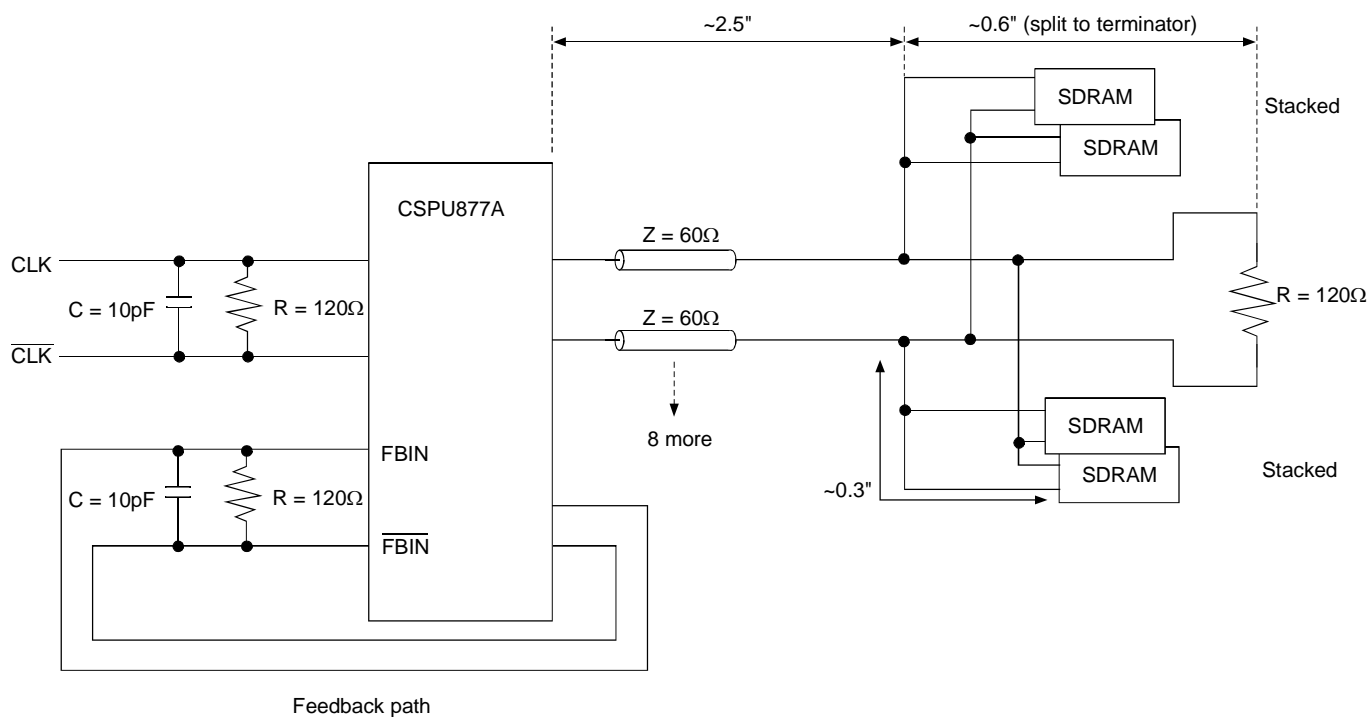 ~2.5"
~0.6" (split to terminator)
SDRAM
Stacked
SDRAM
CSPU877A
Z = 60Ω
CLK
C = 10pF
R = 120Ω
R = 120Ω
CLK
Z = 60Ω
8 more
SDRAM
FBIN
SDRAM
Stacked
C = 10pF
R = 120Ω
~0.3"
FBIN
Feedback path